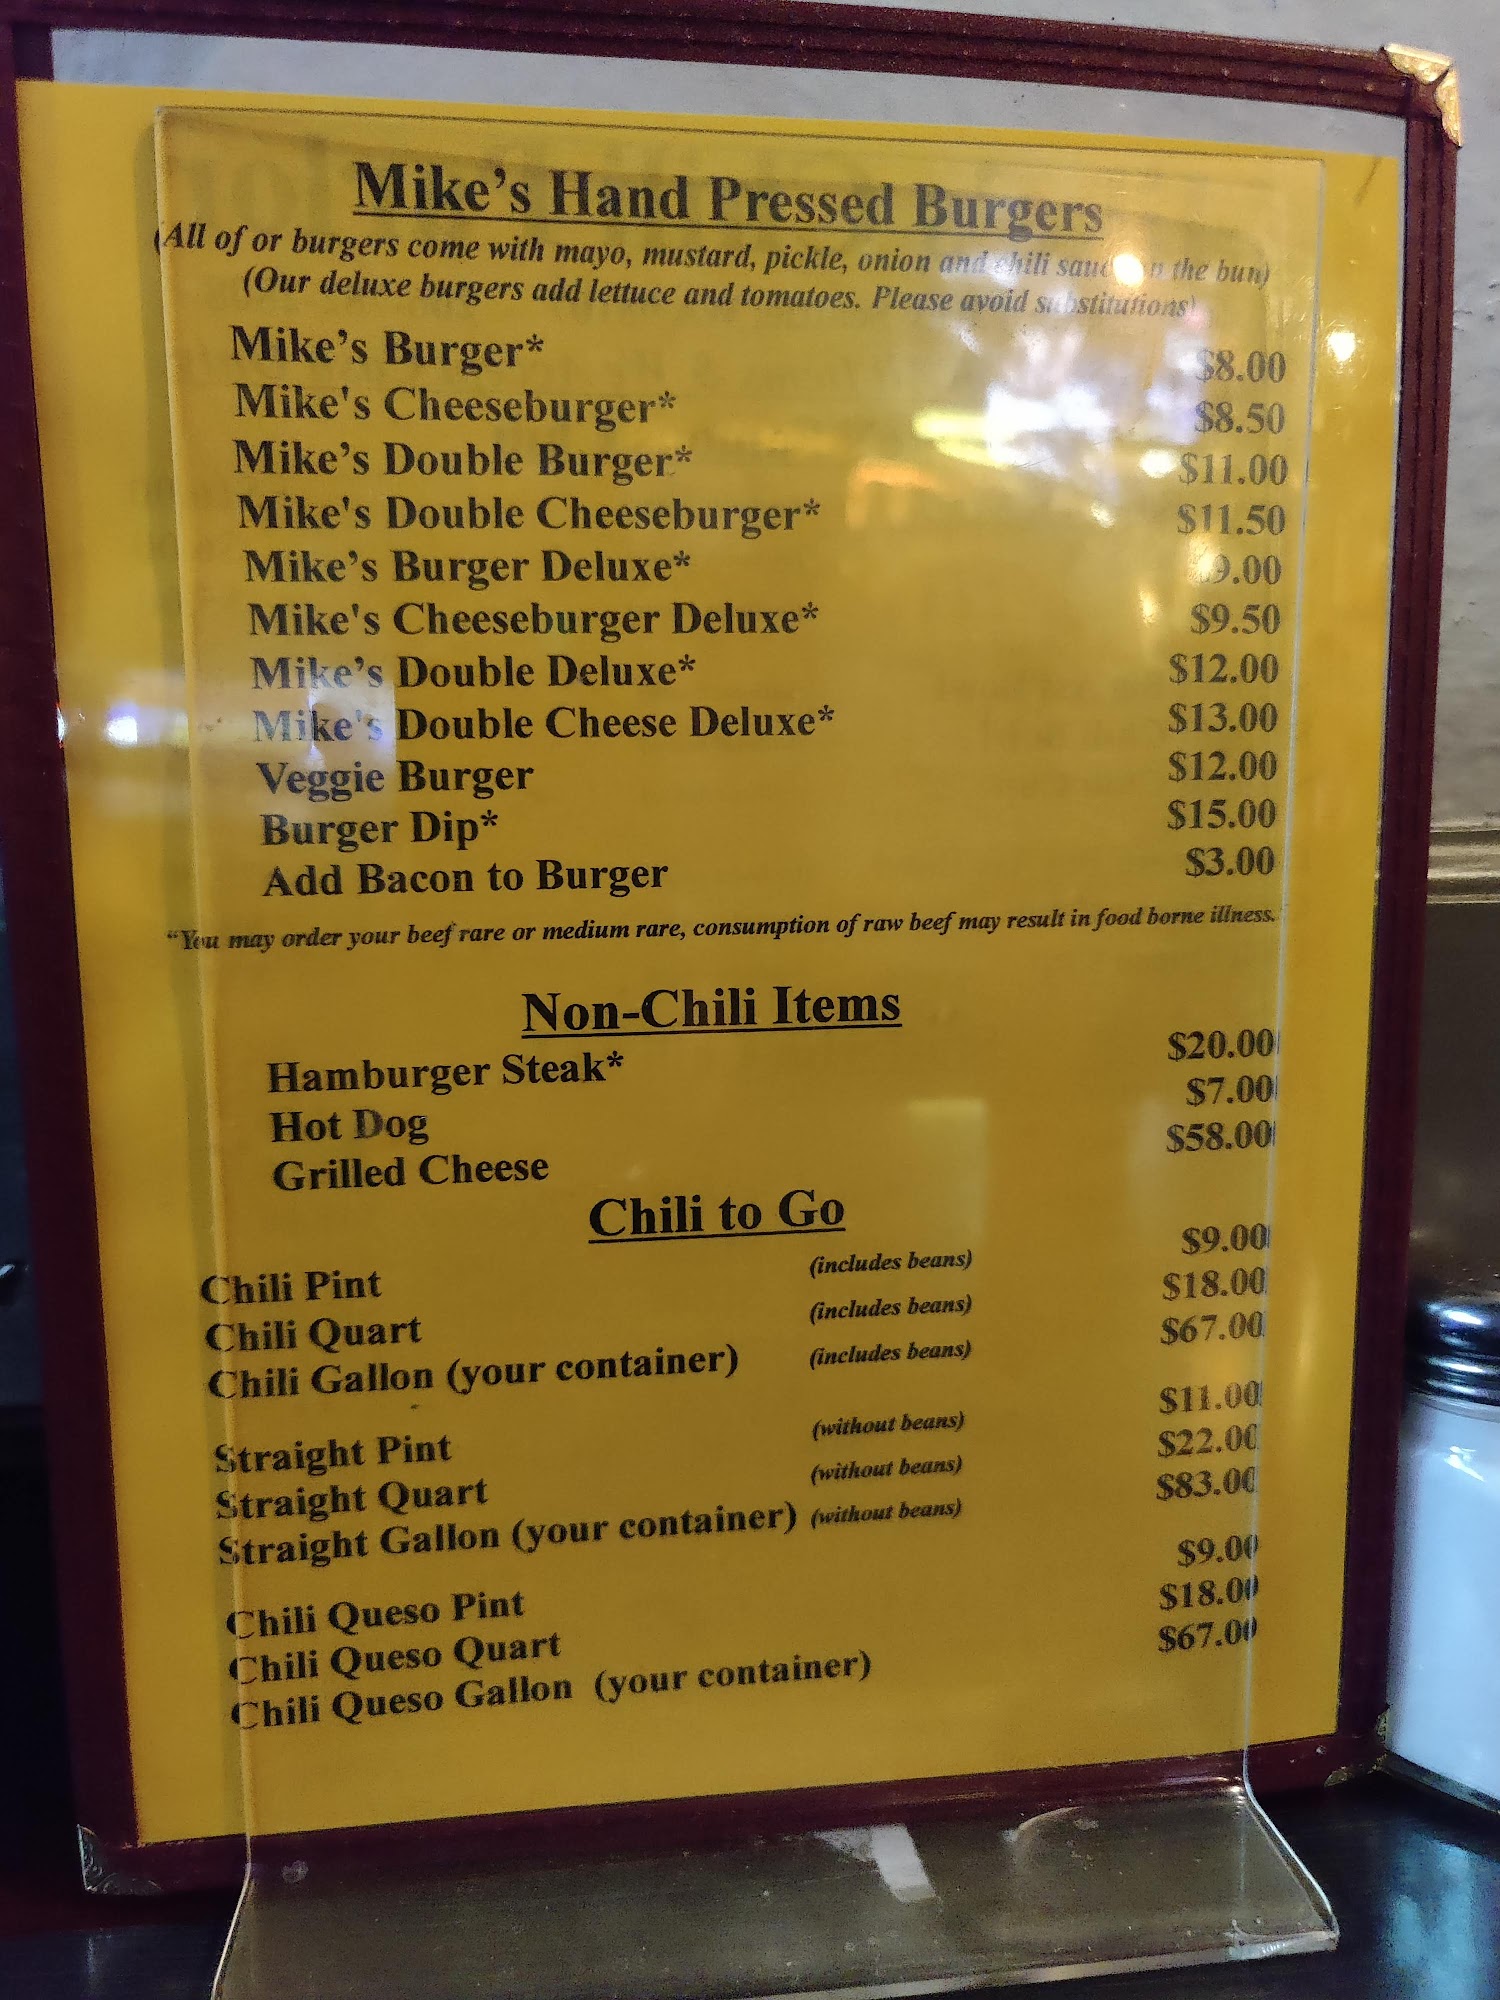 Mike's Hand Pressed Burgers
(All of or burgers come with mayo, mustard, pickle, onion and chili the bun)
(Our deluxe burgers add lettuce and tomatoes. Please avoid substitutions)
Mike's Burger* $8.00
Mike's Cheeseburger* $8.50
Mike's Double Burger* $11.00
Mike's Double Cheeseburger* $11.50
Mike's Burger Deluxe* 9.00
Mike's Cheeseburger Deluxe* $9.50
Mike's Double Deluxe* $12.00
Mike's Double Cheese Deluxe* $13.00
Veggie Burger $12.00
Burger Dip* $15.00
Add Bacon to Burger $3.00
"You may order your beef rare or medium rare, consumption of raw beef may result in food borne illness.
Non-Chili Items
Hamburger Steak* $20.00
Hot Dog $7.00
Grilled Cheese $58.00
Chili to Go
Chili Pint (includes beans) $9.00
Chili Quart (includes beans) $18.00
Chili Gallon (your container) (includes beans) $67.00
Straight Pint (without beans) $11.00
Straight Quart (without beans) $22.00
Straight Gallon (your container) (without beans) $83.00
Chili Queso Pint $9.00
Chili Queso Quart $18.00
Chili Queso Gallon (your container) $67.00